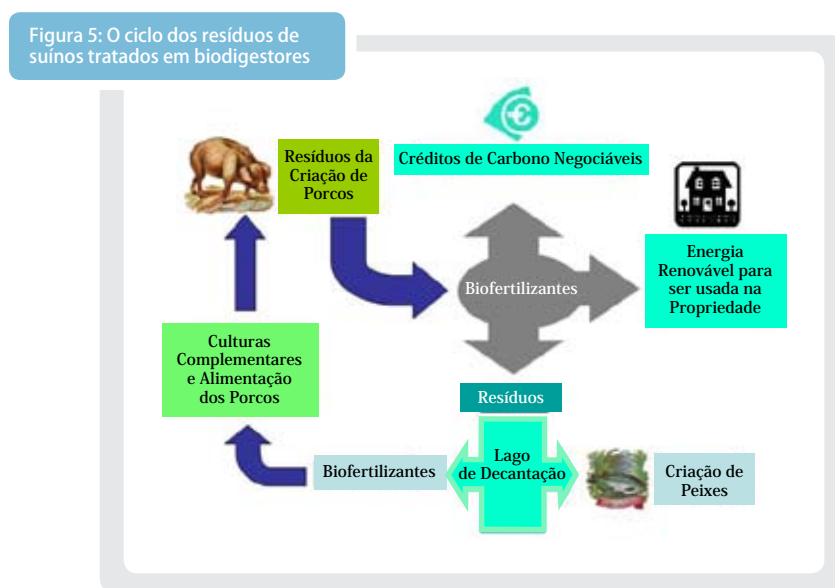 Figura 5: O ciclo dos resíduos de
suínos tratados em biodigestores
Resíduos da
Criação de
Porcos
Créditos de Carbono Negociáveis
Energia
Renovável para
ser usada na
Propriedade
Biofertilizantes
Culturas
Complementares
e Alimentação
dos Porcos
Resíduos
Lago
de Decantação
Biofertilizantes
Criação de
Peixes